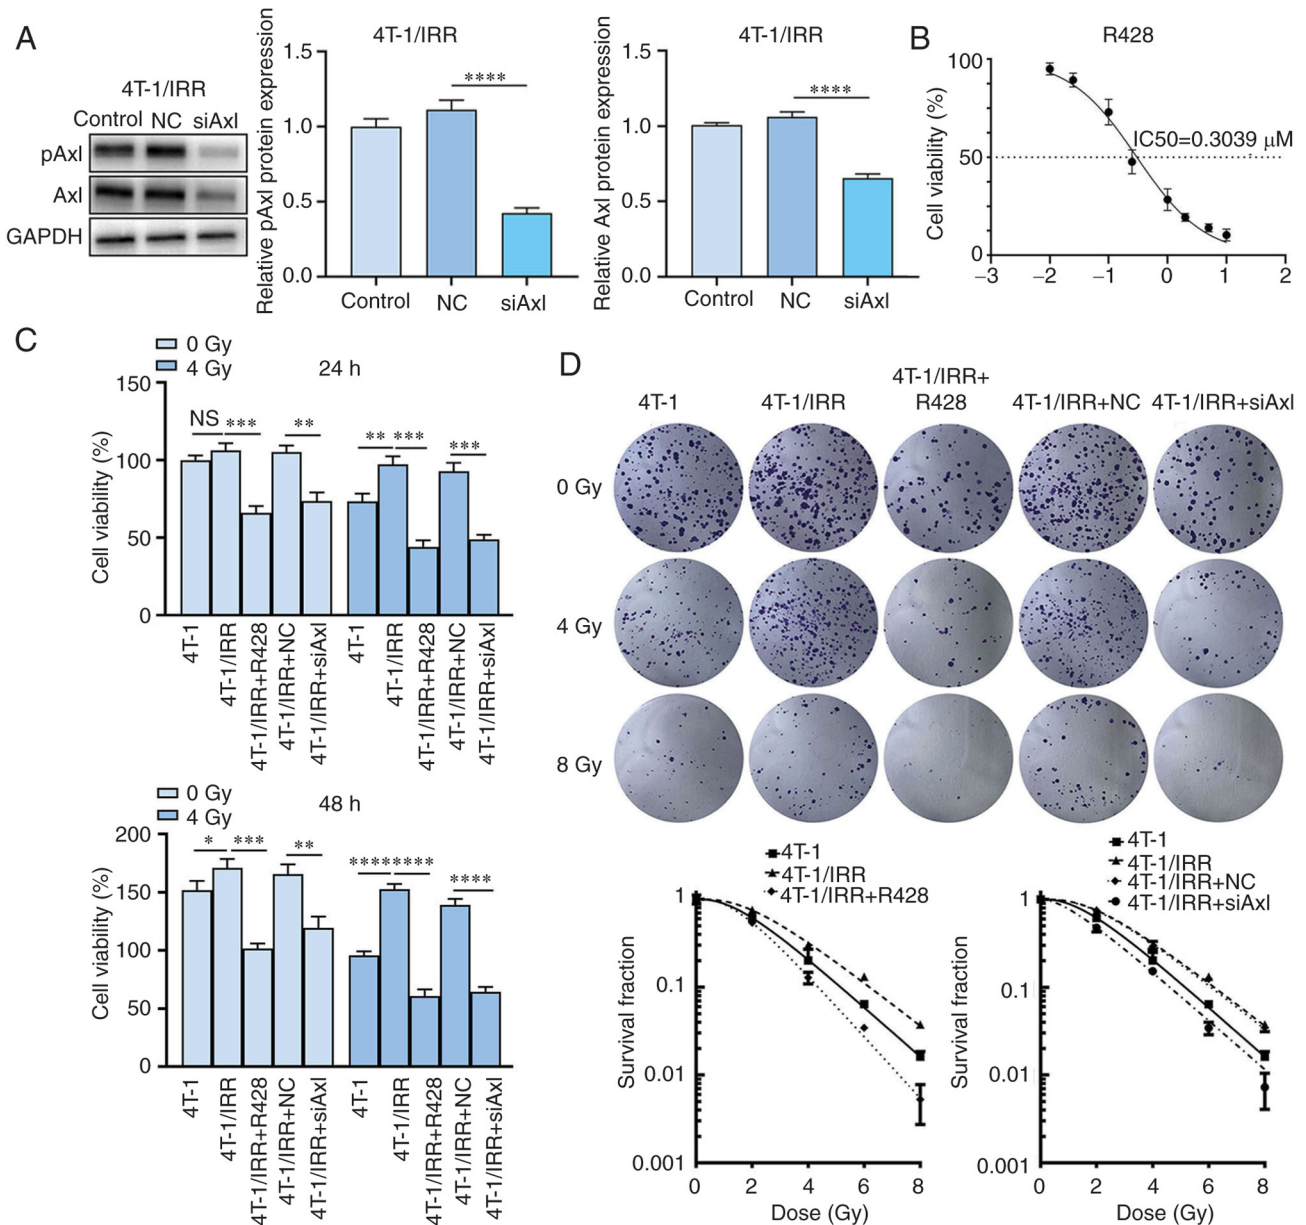 A
4T-1/IRR
Control NC siAxl
pAxl
Axl
GAPDH
4T-1/IRR
Relative pAxl protein expression
1.5
1.0
0.5
0.0
****
Control
NC
siAxl
4T-1/IRR
Relative Axl protein expression
1.5
1.0
0.5
0.0
****
Control
NC
siAxl
B
R428
Cell viability (%)
100
50
0
IC50=0.3039 μM
−3 −2 −1 0 1 2
C
0 Gy
4 Gy
24 h
Cell viability (%)
150
100
50
0
NS *** ** ** *** ***
4T-1
4T-1/IRR
4T-1/IRR+R428
4T-1/IRR+NC
4T-1/IRR+siAxl
4T-1
4T-1/IRR
4T-1/IRR+R428
4T-1/IRR+NC
4T-1/IRR+siAxl
0 Gy
4 Gy
48 h
Cell viability (%)
200
150
100
50
0
* *** ** **** **** ****
4T-1
4T-1/IRR
4T-1/IRR+R428
4T-1/IRR+NC
4T-1/IRR+siAxl
4T-1
4T-1/IRR
4T-1/IRR+R428
4T-1/IRR+NC
4T-1/IRR+siAxl
D
4T-1
4T-1/IRR
4T-1/IRR+
R428
4T-1/IRR+NC
4T-1/IRR+siAxl
0 Gy
4 Gy
8 Gy
4T-1
4T-1/IRR
4T-1/IRR+R428
Survival fraction
1
0.1
0.01
0.001
0 2 4 6 8
Dose (Gy)
4T-1
4T-1/IRR
4T-1/IRR+NC
4T-1/IRR+siAxl
Survival fraction
1
0.1
0.01
0.001
0 2 4 6 8
Dose (Gy)